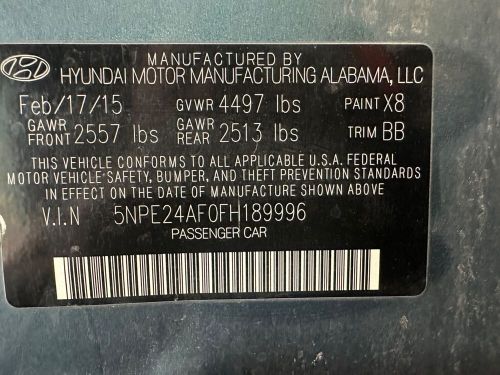 MANUFACTURED BY
HYUNDAI MOTOR MANUFACTURING ALABAMA, LLC
Feb/17/15 GVWR 4497 lbs PAINT X8
GAWR FRONT 2557 lbs GAWR REAR 2513 lbs TRIM BB
THIS VEHICLE CONFORMS TO ALL APPLICABLE U.S.A. FEDERAL
MOTOR VEHICLE-SAFETY, BUMPER, AND THEFT PREVENTION STANDARDS
IN EFFECT ON THE DATE OF MANUFACTURE SHOWN ABOVE
V.I.N 5NPE24AF0FH189996
PASSENGER CAR